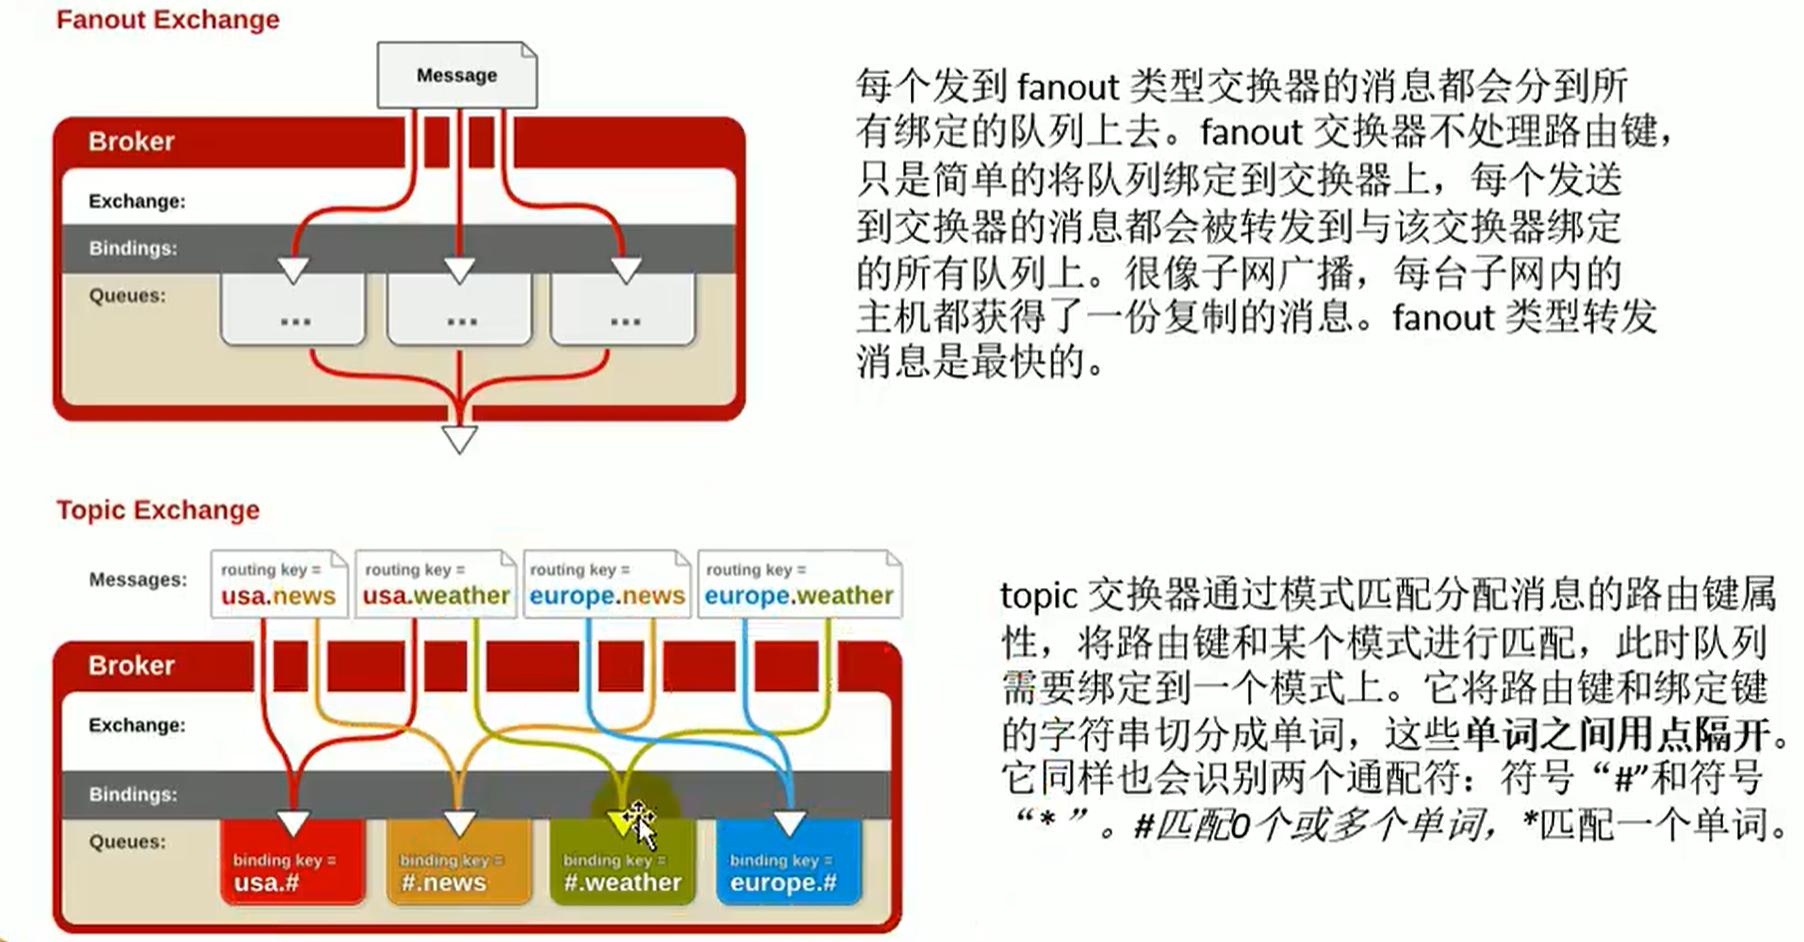 Fanout Exchange
Message
Broker
Exchange:
Bindings:
Queues:
...
...
...
每个发到 fanout 类型交换器的消息都会分到所
有绑定的队列上去。fanout 交换器不处理路由键，
只是简单的将队列绑定到交换器上，每个发送
到交换器的消息都会被转发到与该交换器绑定
的所有队列上。很像子网广播，每台子网内的
主机都获得了一份复制的消息。fanout 类型转发
消息是最快的。
Topic Exchange
Messages:
routing key =
usa.news
routing key =
usa.weather
routing key =
europe.news
routing key =
europe.weather
Broker
Exchange:
Bindings:
Queues:
binding key =
usa.#
binding key =
#.news
binding key =
#.weather
binding key =
europe.#
topic 交换器通过模式匹配分配消息的路由键属
性，将路由键和某个模式进行匹配，此时队列
需要绑定到一个模式上。它将路由键和绑定键
的字符串切分成单词，这些单词之间用点隔开。
它同样也会识别两个通配符：符号“#”和符号
“*”。#匹配0个或多个单词，*匹配一个单词。